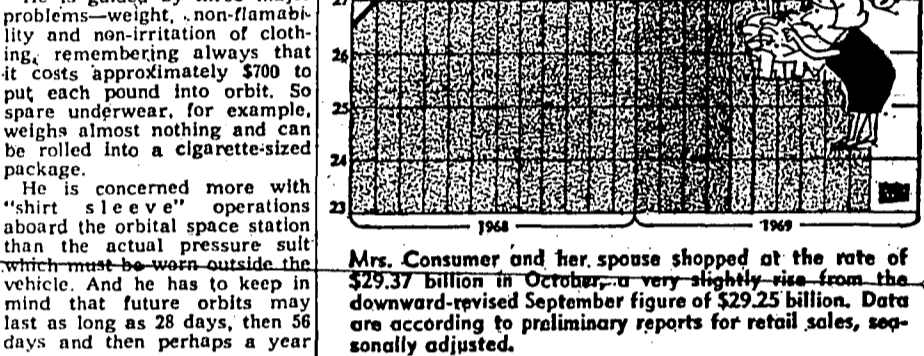 He is guided by three major
problems—weight, non-flamabi-
lity and non-irritation of cloth-
ing, remembering always that
it costs approximately $700 to
put each pound into orbit. So
spare underwear, for example,
weighs almost nothing and can
be rolled into a cigarette-sized
package.
He is concerned more with
"shirt sleeve" operations
aboard the orbital space station
than the actual pressure suit
which must be worn outside the
vehicle. And he has to keep in
mind that future orbits may
last as long as 28 days, then 56
days and then perhaps a year
27
26
25
24
23
1968
1969
Mrs. Consumer and her spouse shopped at the rate of
$29.37 billion in October, a very slightly rise from the
downward-revised September figure of $29.25 billion. Data
are according to preliminary reports for retail sales, sea-
sonally adjusted.